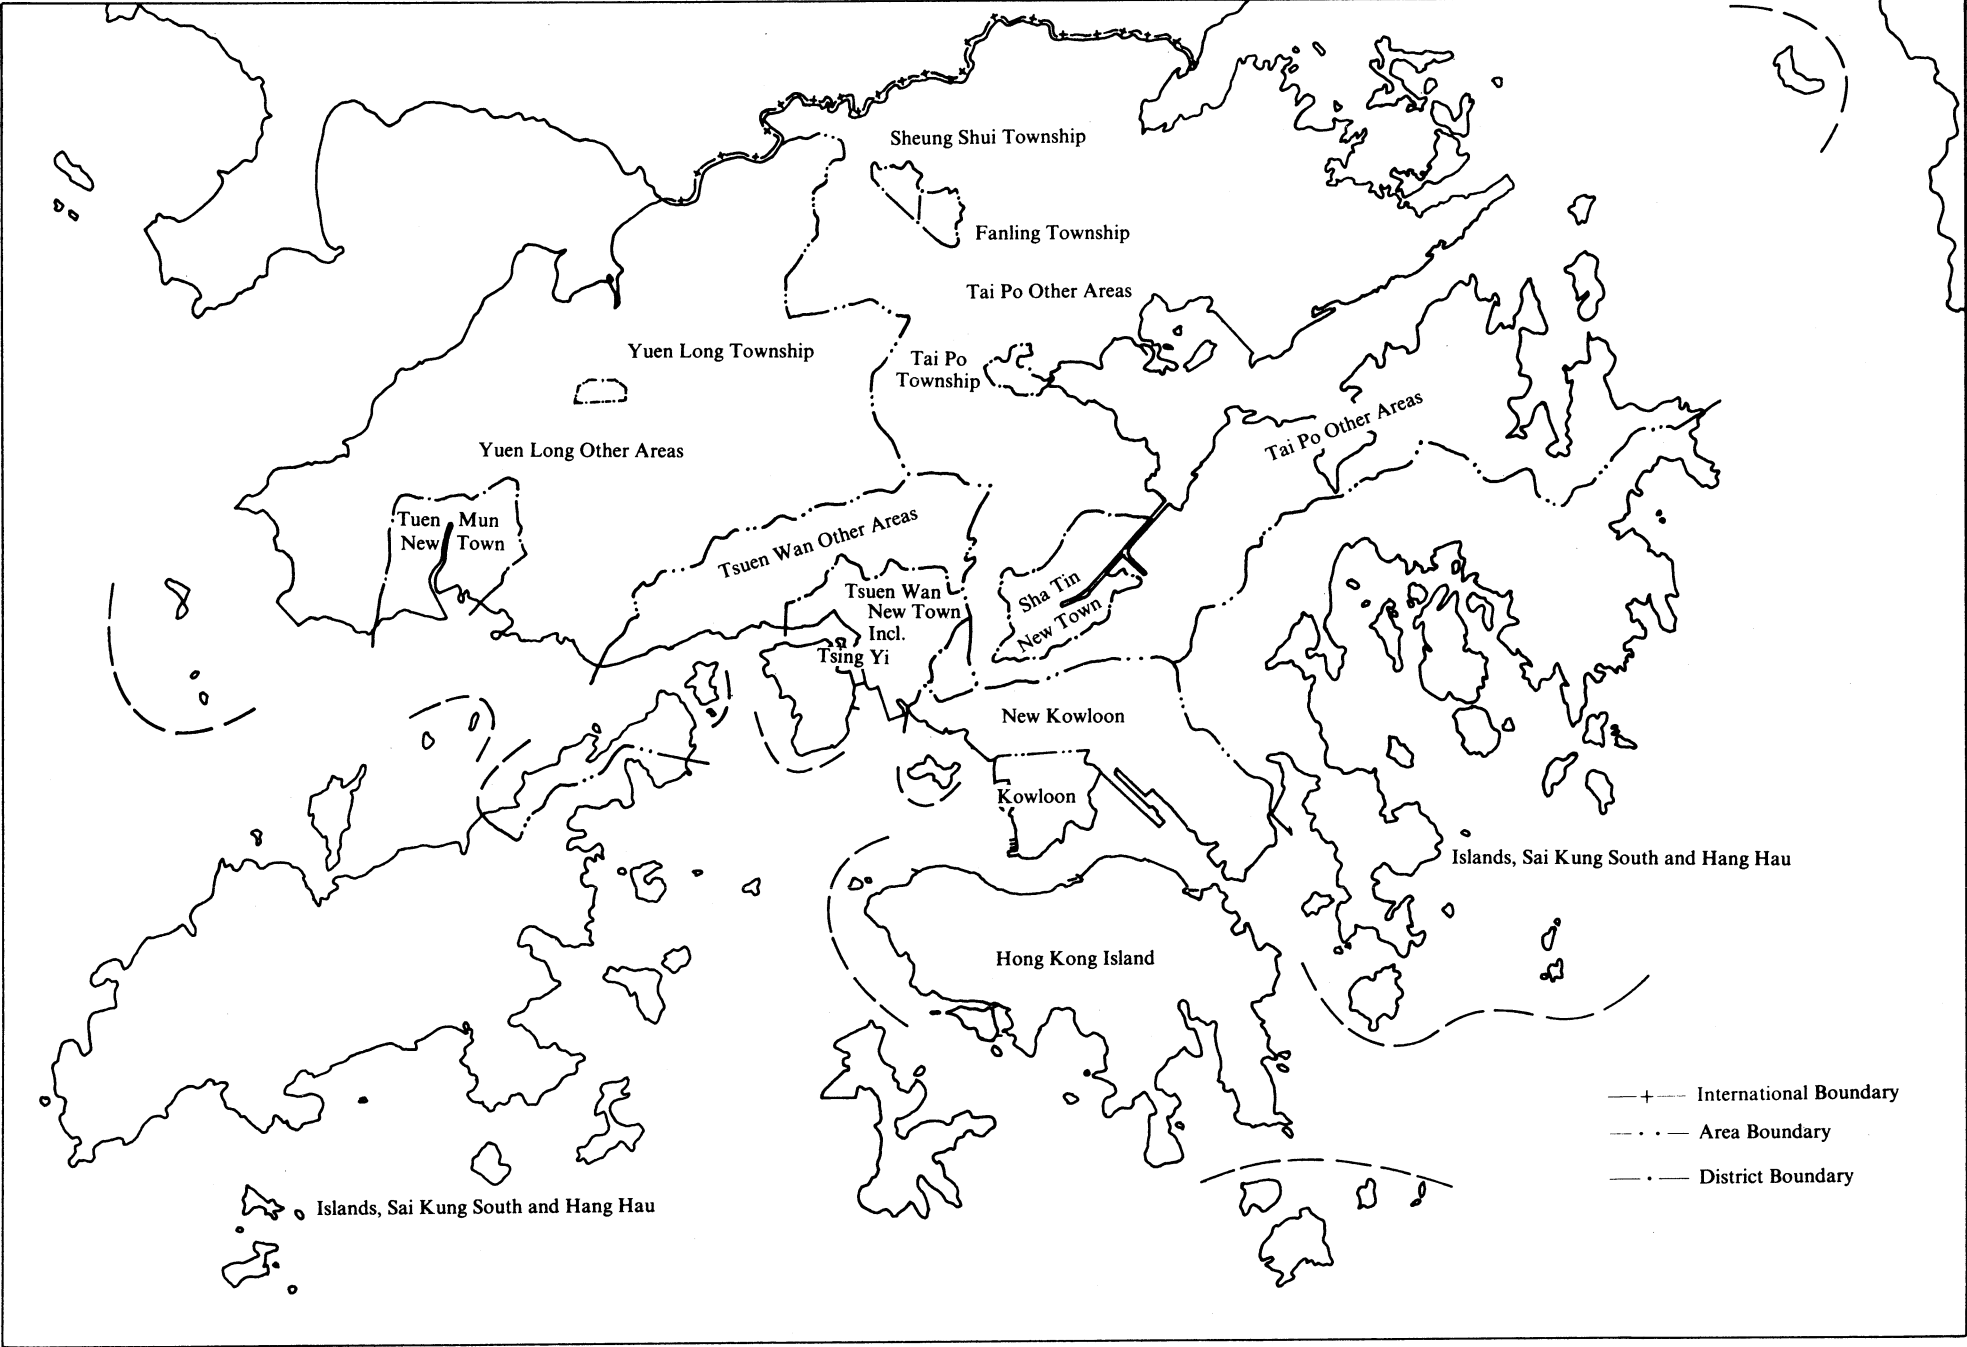 Sheung Shui Township
Fanling Township
Tai Po Other Areas
Yuen Long Township
Tai Po
Township
Tai Po Other Areas
Yuen Long Other Areas
Tuen Mun
New Town
Tsuen Wan Other Areas
Tsuen Wan
New Town
Incl.
Tsing Yi
Sha Tin
New Town
New Kowloon
Kowloon
Islands, Sai Kung South and Hang Hau
Hong Kong Island
International Boundary
Area Boundary
District Boundary
Islands, Sai Kung South and Hang Hau